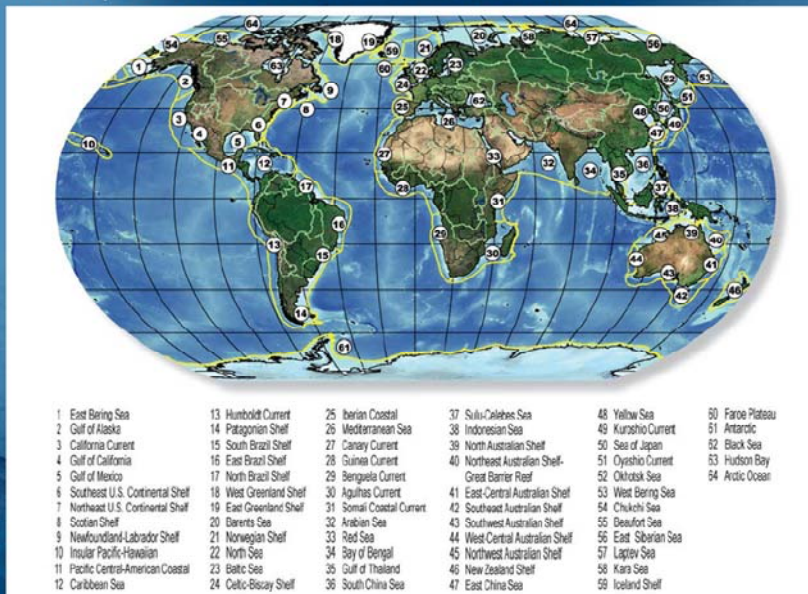 1 East Bering Sea
2 Gulf of Alaska
3 California Current
4 Gulf of California
5 Gulf of Mexico
6 Southeast U.S. Continental Shelf
7 Northeast U.S. Continental Shelf
8 Scotian Shelf
9 Newfoundland-Labrador Shelf
10 Insular Pacific-Hawaiian
11 Pacific Central-American Coastal
12 Caribbean Sea
13 Humboldt Current
14 Patagonian Shelf
15 South Brazil Shelf
16 East Brazil Shelf
17 North Brazil Shelf
18 West Greenland Shelf
19 East Greenland Shelf
20 Barents Sea
21 Norwegian Shelf
22 North Sea
23 Baltic Sea
24 Celtic-Biscay Shelf
25 Iberian Coastal
26 Mediterranean Sea
27 Canary Current
28 Guinea Current
29 Benguela Current
30 Agulhas Current
31 Somali Coastal Current
32 Arabian Sea
33 Red Sea
34 Bay of Bengal
35 Gulf of Thailand
36 South China Sea
37 Sulu-Celebes Sea
38 Indonesian Sea
39 North Australian Shelf
40 Northeast Australian Shelf-
Great Barrier Reef
41 East-Central Australian Shelf
42 Southeast Australian Shelf
43 Southwest Australian Shelf
44 West-Central Australian Shelf
45 Northwest Australian Shelf
46 New Zealand Shelf
47 East China Sea
48 Yellow Sea
49 Kuroshio Current
50 Sea of Japan
51 Oyashio Current
52 Okhotsk Sea
53 West Bering Sea
54 Chukchi Sea
55 Beaufort Sea
56 East Siberian Sea
57 Laptev Sea
58 Kara Sea
59 Iceland Shelf
60 Faroe Plateau
61 Antarctic
62 Black Sea
63 Hudson Bay
64 Arctic Ocean